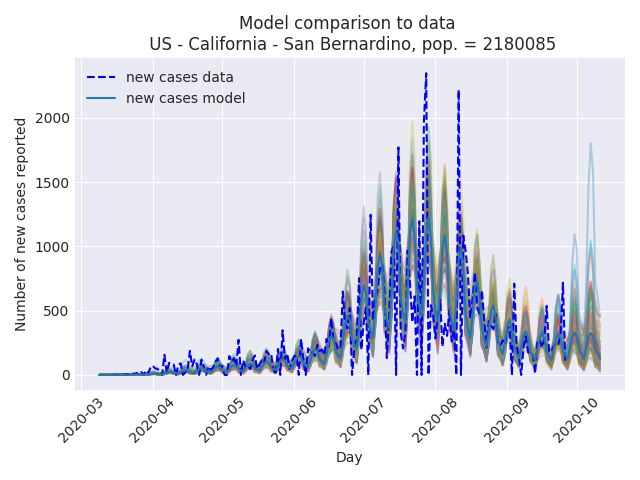 Model comparison to data
US - California - San Bernardino, pop. = 2180085
new cases data
new cases model
Number of new cases reported
2000
1500
1000
500
0
2020-03
2020-04
2020-05
2020-06
2020-07
2020-08
2020-09
2020-10
Day